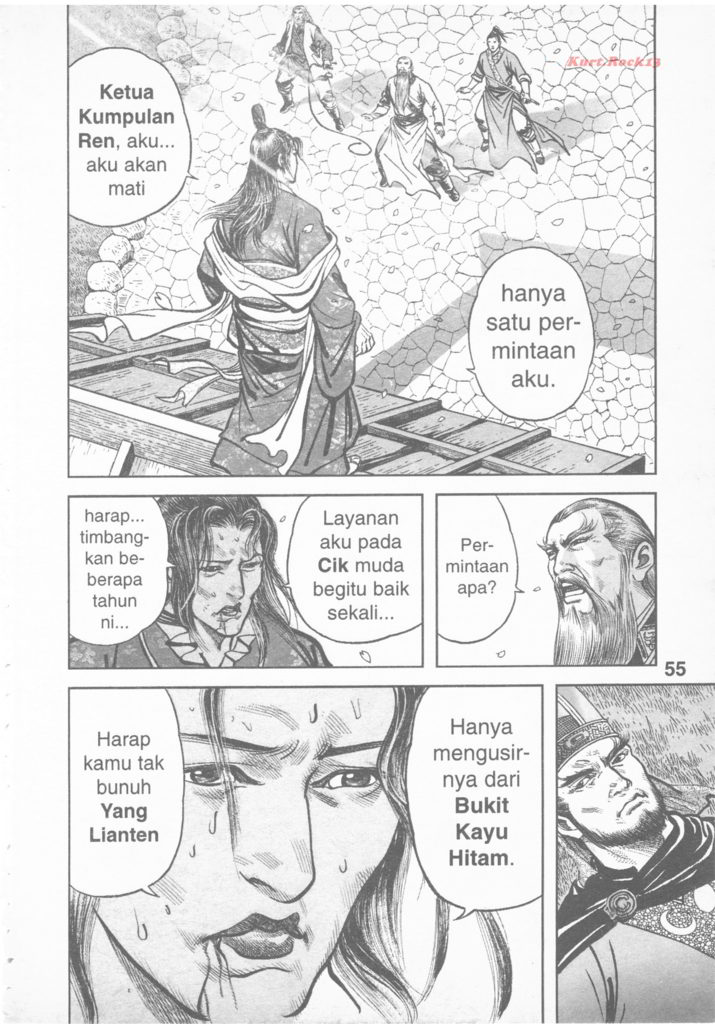 Kurt.Rock13
Ketua
Kumpulan
Ren, aku...
aku akan
mati
hanya
satu per-
mintaan
aku.
Per-
mintaan
apa?
Layanan
aku pada
Cik muda
begitu baik
sekali...
harap...
timbang-
kan be-
berapa
tahun
ni...
55
Hanya
mengusir-
nya dari
Bukit
Kayu
Hitam.
Harap
kamu tak
bunuh
Yang
Lianten